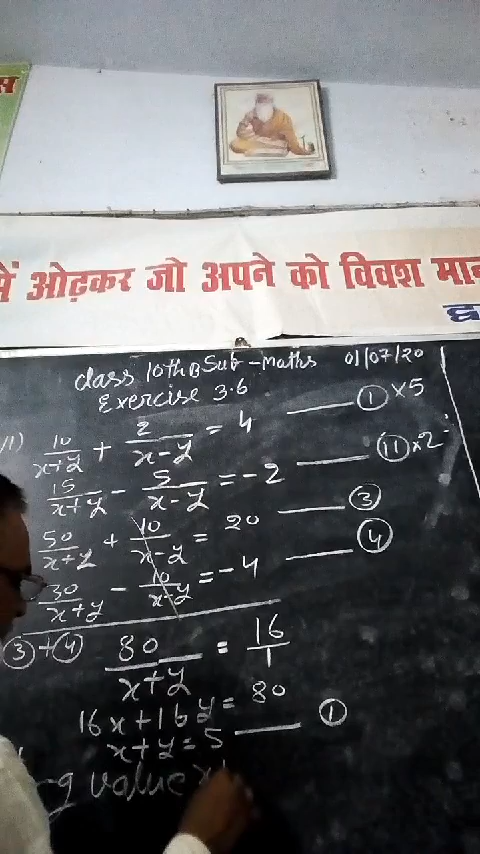 स
में ओढ़कर जो अपने को विवश मान
class 10th B Sub - Maths 01/07/20
Exercise 3.6
10/(x+y) + 2/(x-y) = 4 —— ① ×5
15/(x+y) - 5/(x-y) = -2 —— (11) ×2
50/(x+y) + 10/(x-y) = 20 —— ③
30/(x+y) - 10/(x-y) = -4 —— ④
③+④ 80/(x+y) = 16/1
16x+16y = 80
x+y = 5 —— ①
g value x+